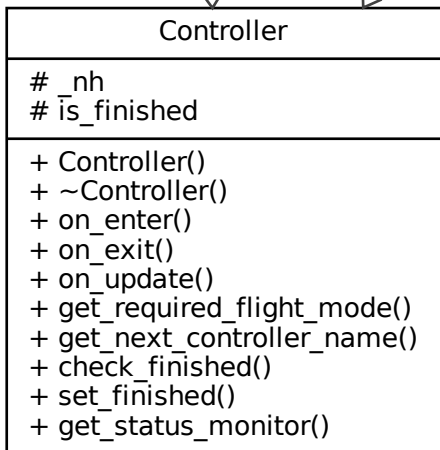 Controller
# _nh
# is_finished
+ Controller()
+ ~Controller()
+ on_enter()
+ on_exit()
+ on_update()
+ get_required_flight_mode()
+ get_next_controller_name()
+ check_finished()
+ set_finished()
+ get_status_monitor()